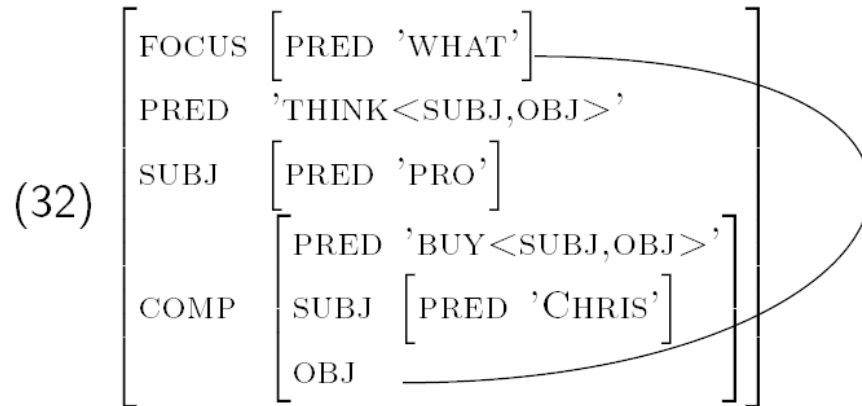 FOCUS [PRED 'WHAT']
PRED 'THINK<SUBJ,OBJ>'
SUBJ [PRED 'PRO']
(32)
PRED 'BUY<SUBJ,OBJ>'
COMP SUBJ [PRED 'CHRIS']
OBJ